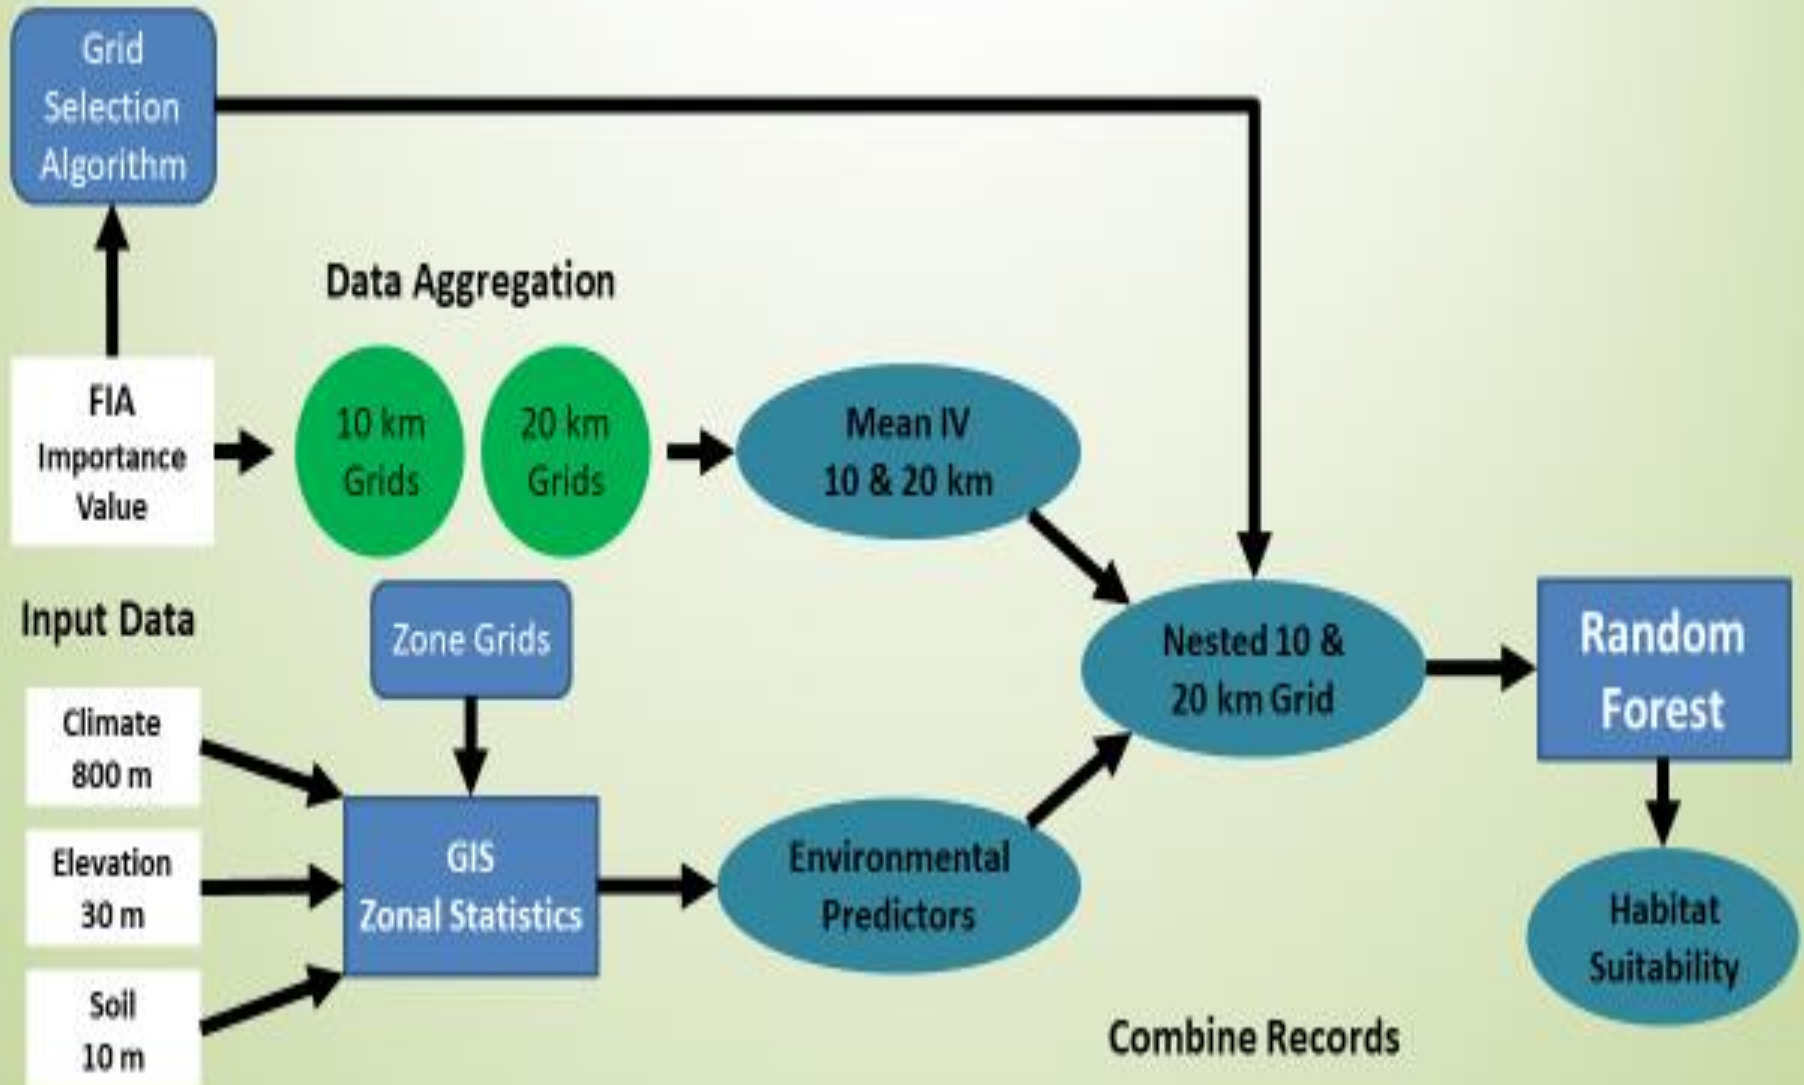 Grid
Selection
Algorithm
Data Aggregation
FIA
Importance
Value
10 km
Grids
20 km
Grids
Mean IV
10 & 20 km
Input Data
Zone Grids
Nested 10 &
20 km Grid
Random
Forest
Climate
800 m
Elevation
30 m
Soil
10 m
GIS
Zonal Statistics
Environmental
Predictors
Habitat
Suitability
Combine Records